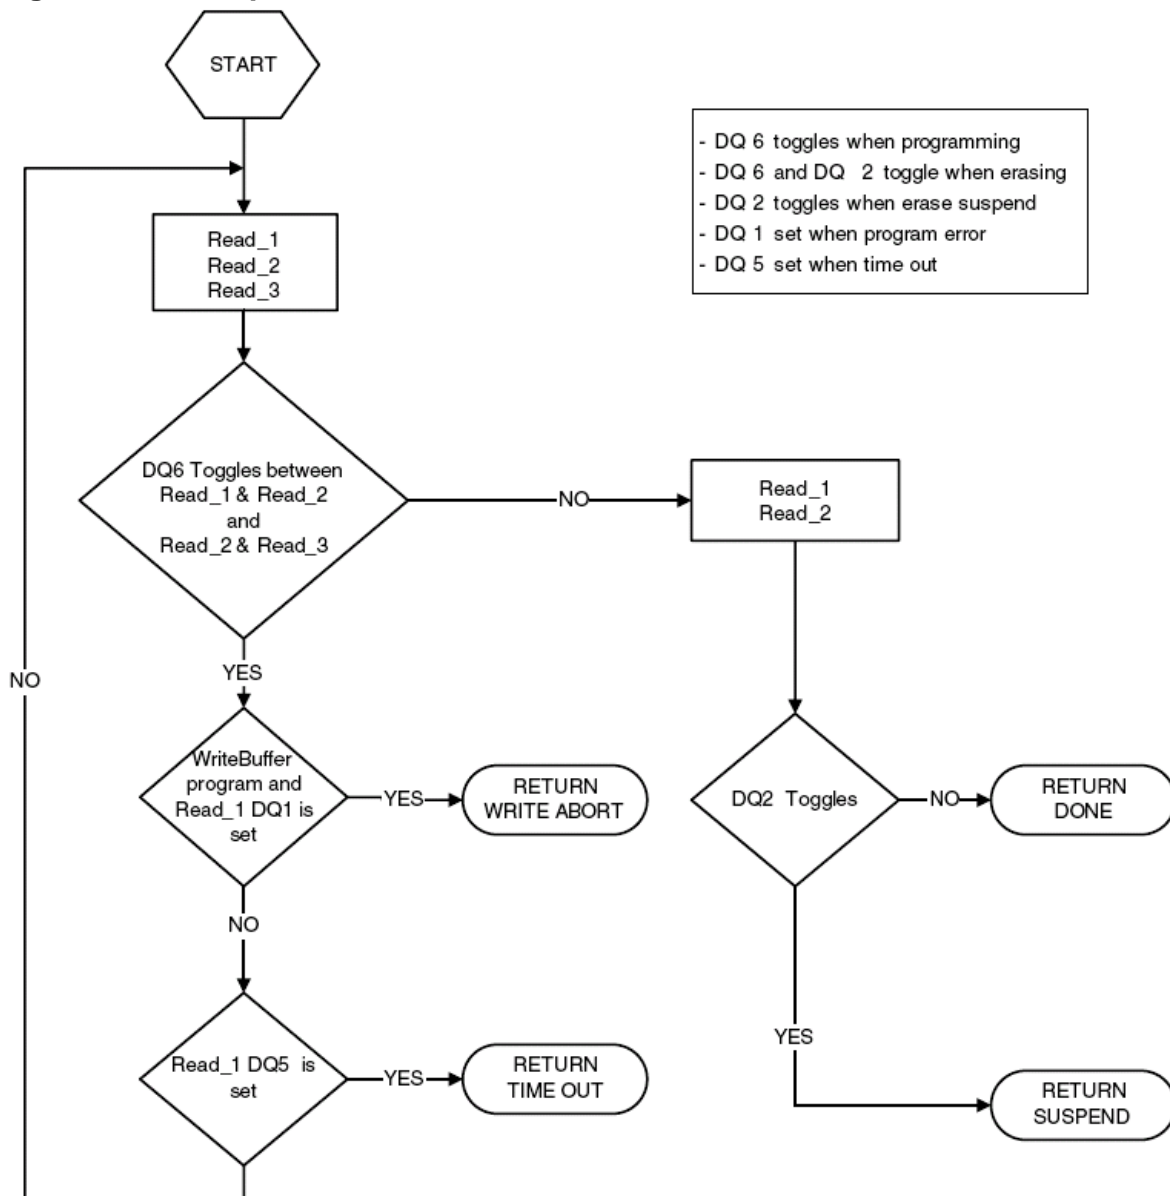 START
- DQ 6 toggles when programming
- DQ 6 and DQ 2 toggle when erasing
- DQ 2 toggles when erase suspend
- DQ 1 set when program error
- DQ 5 set when time out
Read_1
Read_2
Read_3
DQ6 Toggles between
Read_1 & Read_2
and
Read_2 & Read_3
NO
Read_1
Read_2
YES
NO
WriteBuffer
program and
Read_1 DQ1 is
set
YES
RETURN
WRITE ABORT
DQ2 Toggles
NO
RETURN
DONE
NO
YES
Read_1 DQ5 is
set
YES
RETURN
TIME OUT
RETURN
SUSPEND